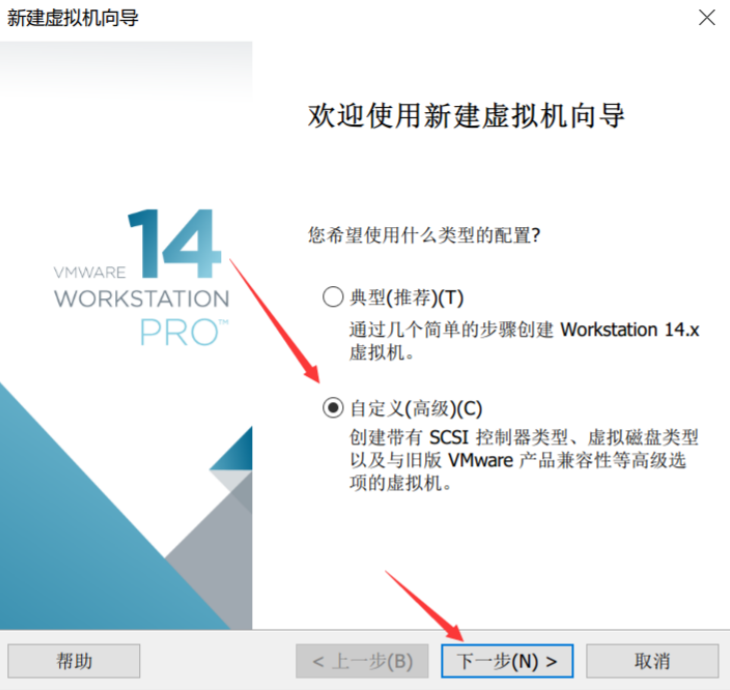 新建虚拟机向导
欢迎使用新建虚拟机向导
14
VMWARE
WORKSTATION
PRO™
您希望使用什么类型的配置?
典型(推荐)(T)
通过几个简单的步骤创建 Workstation 14.x
虚拟机。
自定义(高级)(C)
创建带有 SCSI 控制器类型、虚拟磁盘类型
以及与旧版 VMware 产品兼容性等高级选
项的虚拟机。
帮助
< 上一步(B)
下一步(N) >
取消